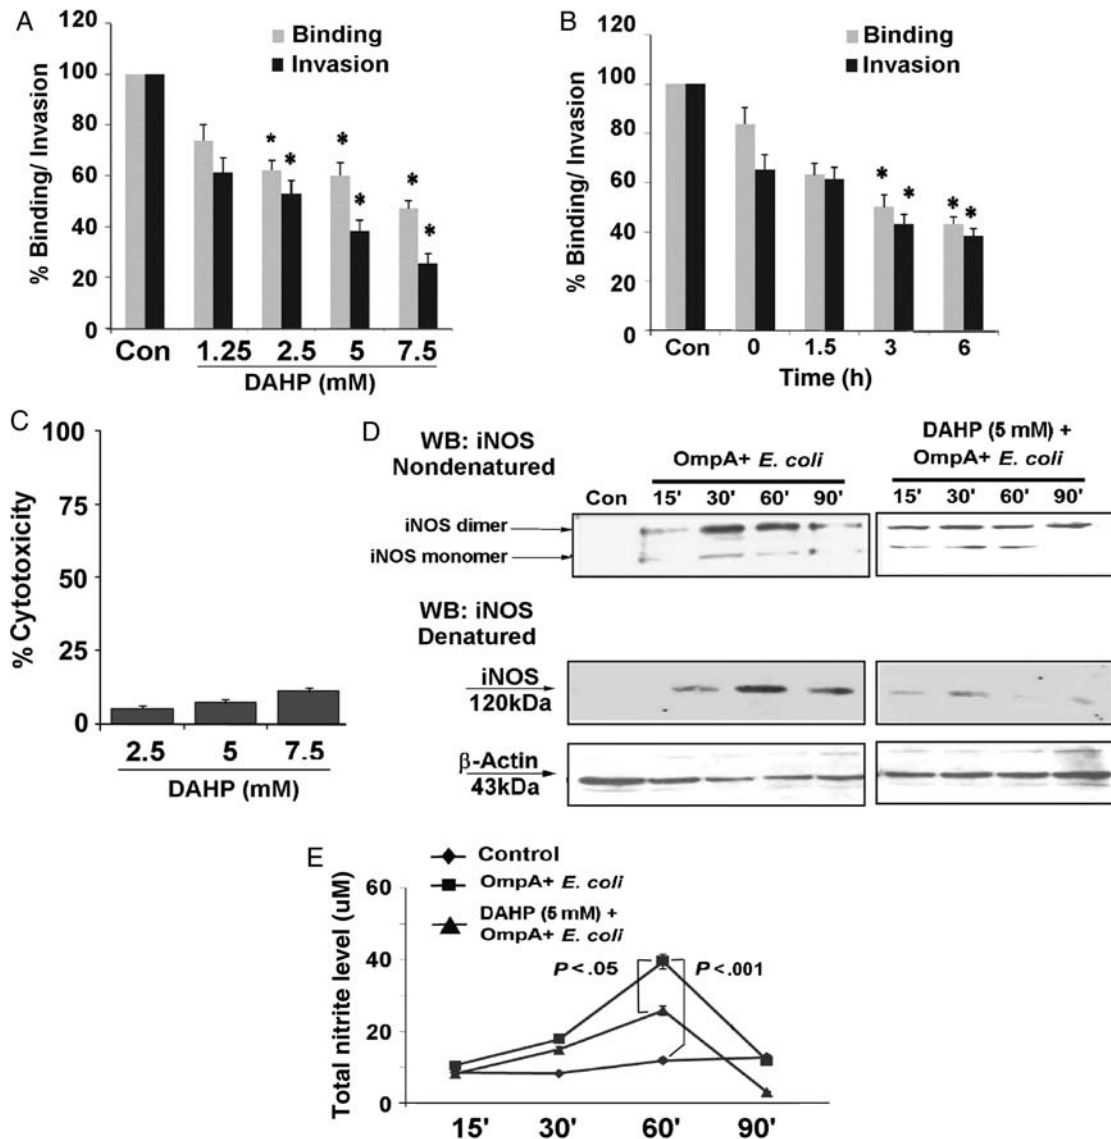 A
120
100
80
60
40
20
0
% Binding/ Invasion
Binding
Invasion
* * * * * *
Con 1.25 2.5 5 7.5
DAHP (mM)
B
120
100
80
60
40
20
0
% Binding/ Invasion
Binding
Invasion
* * * *
Con 0 1.5 3 6
Time (h)
C
100
75
50
25
0
% Cytotoxicity
2.5 5 7.5
DAHP (mM)
D
WB: iNOS
Nondenatured
OmpA+ E. coli
DAHP (5 mM) +
OmpA+ E. coli
Con 15' 30' 60' 90' 15' 30' 60' 90'
iNOS dimer
iNOS monomer
WB: iNOS
Denatured
iNOS
120kDa
β-Actin
43kDa
E
Control
OmpA+ E. coli
DAHP (5 mM) +
OmpA+ E. coli
60
40
20
0
Total nitrite level (uM)
P<.05 P<.001
15' 30' 60' 90'